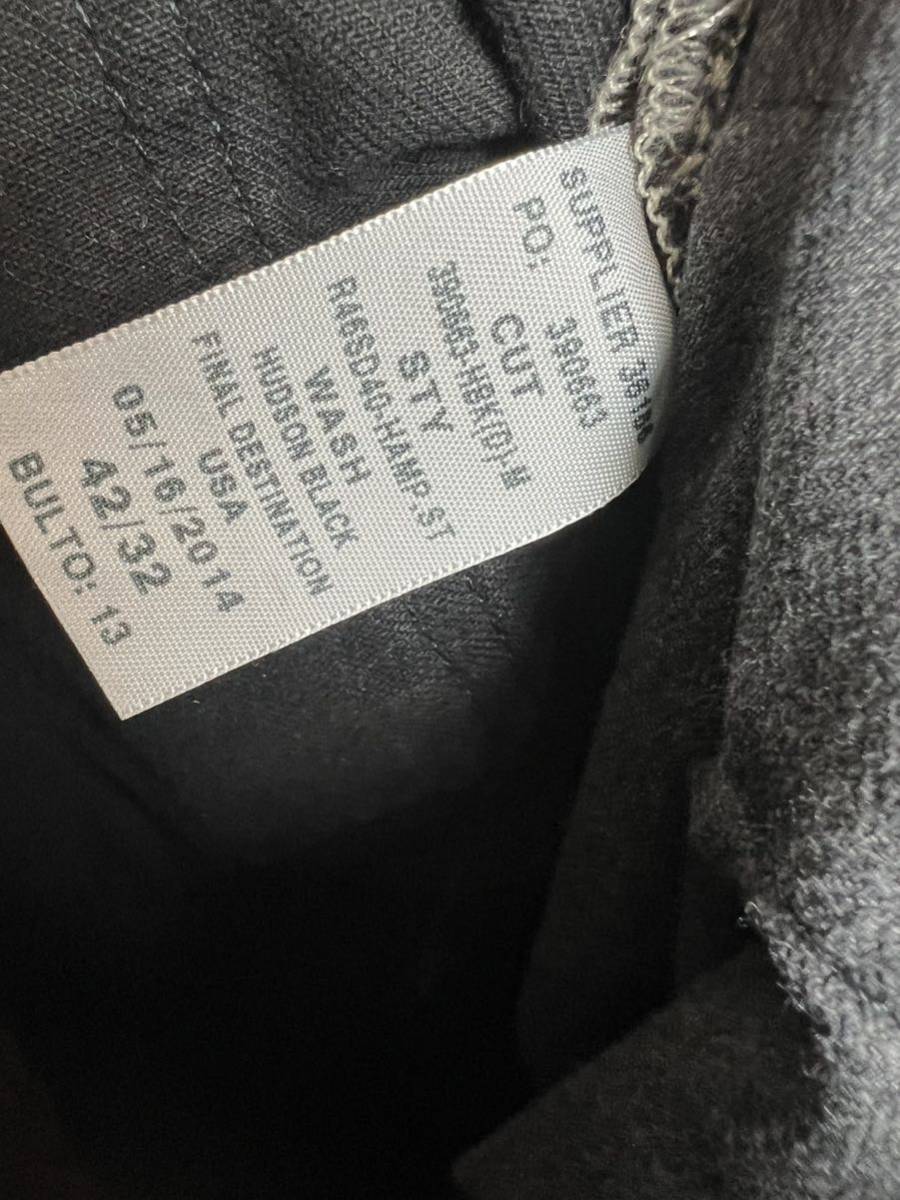 SUPPLIER
PO: 390663
CUT
390663-HBK(D)-M
STY
R46SD40-HAMP.ST
WASH
HUDSON BLACK
FINAL DESTINATION
USA
05/16/2014
42/32
BULTO: 13